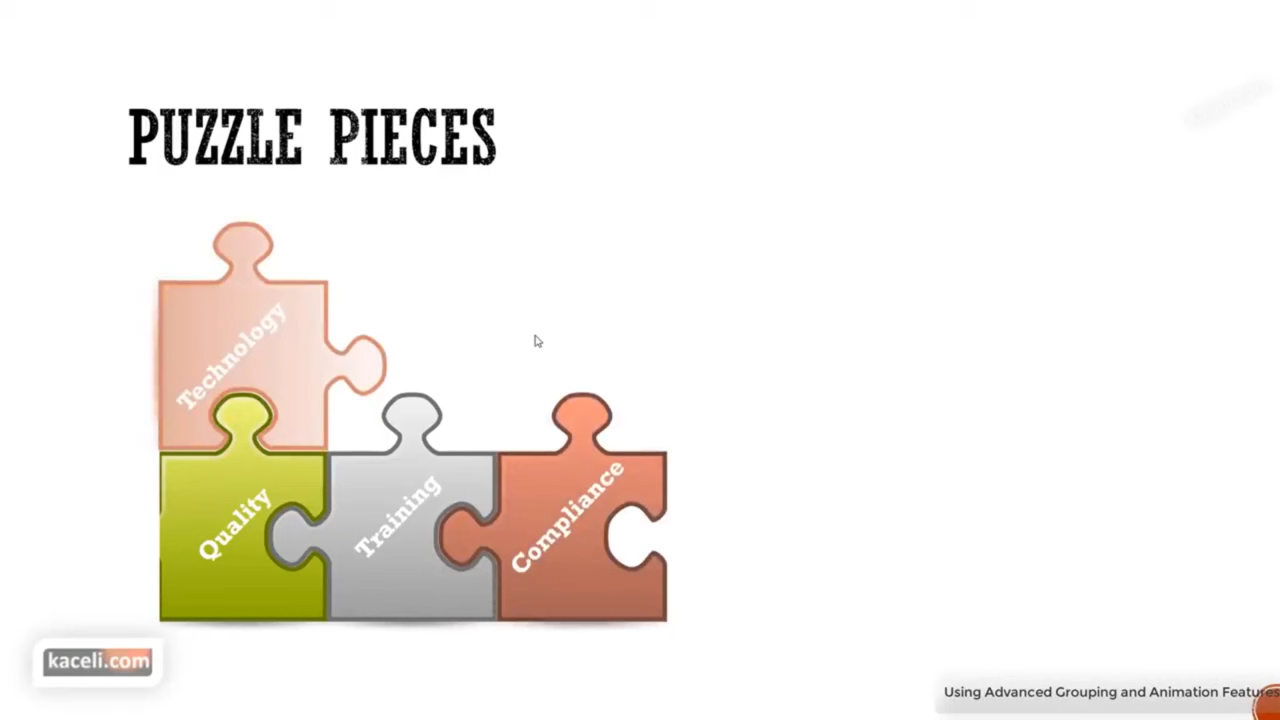 PUZZLE PIECES
Technology
Quality
Training
Compliance
kaceli.com
Using Advanced Grouping and Animation Features